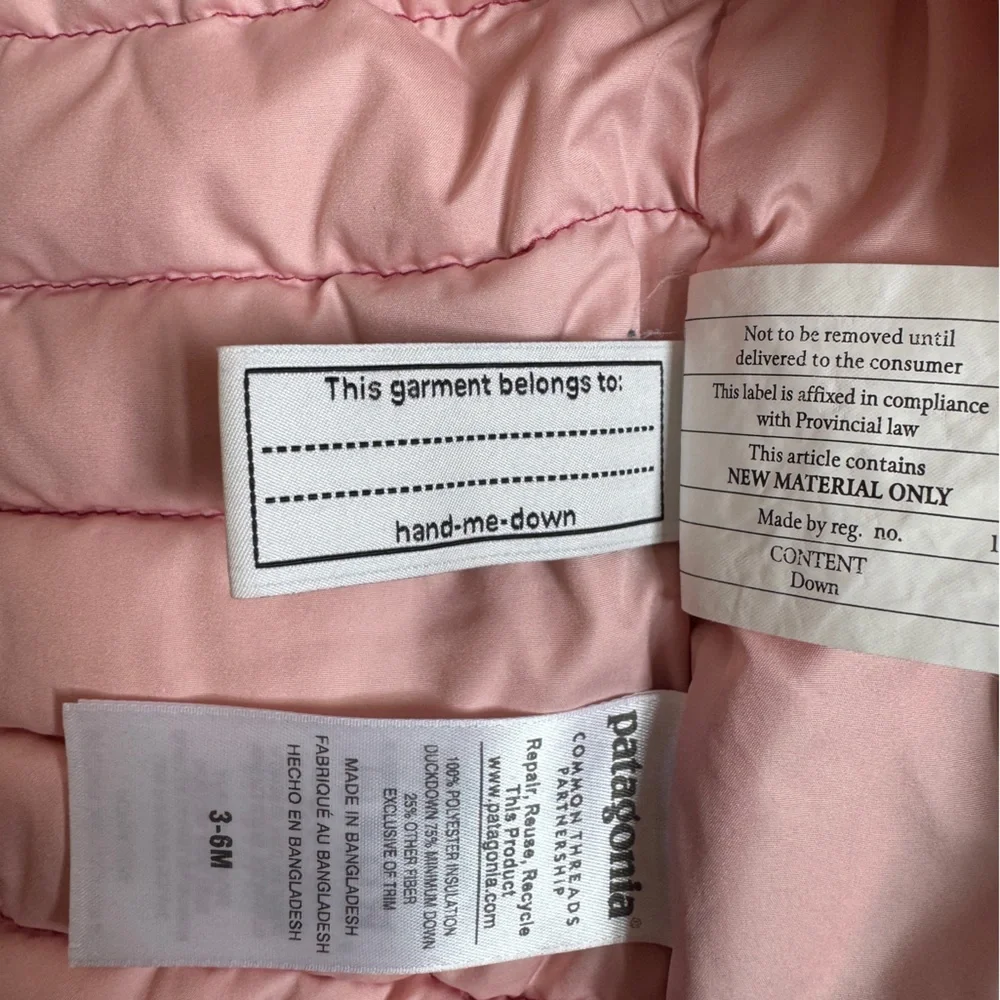 This garment belongs to:
hand-me-down
Not to be removed until
delivered to the consumer
This label is affixed in compliance
with Provincial law
This article contains
NEW MATERIAL ONLY
Made by reg. no. 1
CONTENT
Down
patagonia®
COMMON THREADS
PARTNERSHIP
Repair, Reuse, Recycle
This Product
www.patagonia.com
100% POLYESTER INSULATION
DUCKDOWN 75% MINIMUM DOWN
25% OTHER FIBER
EXCLUSIVE OF TRIM
MADE IN BANGLADESH
FABRIQUÉ AU BANGLADESH
HECHO EN BANGLADESH
3-6M